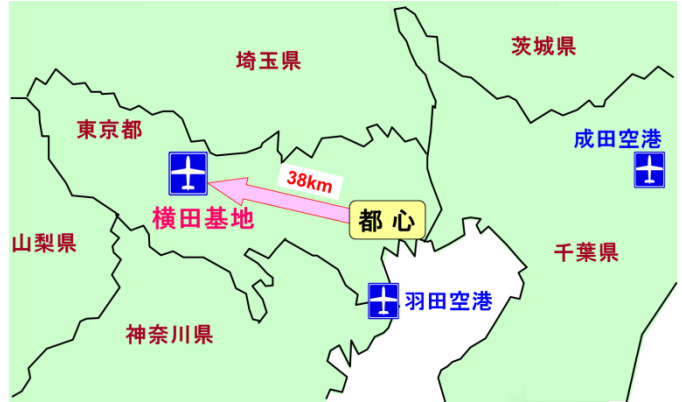 茨城県
埼玉県
東京都
成田空港
38km
横田基地
都心
山梨県
千葉県
羽田空港
神奈川県